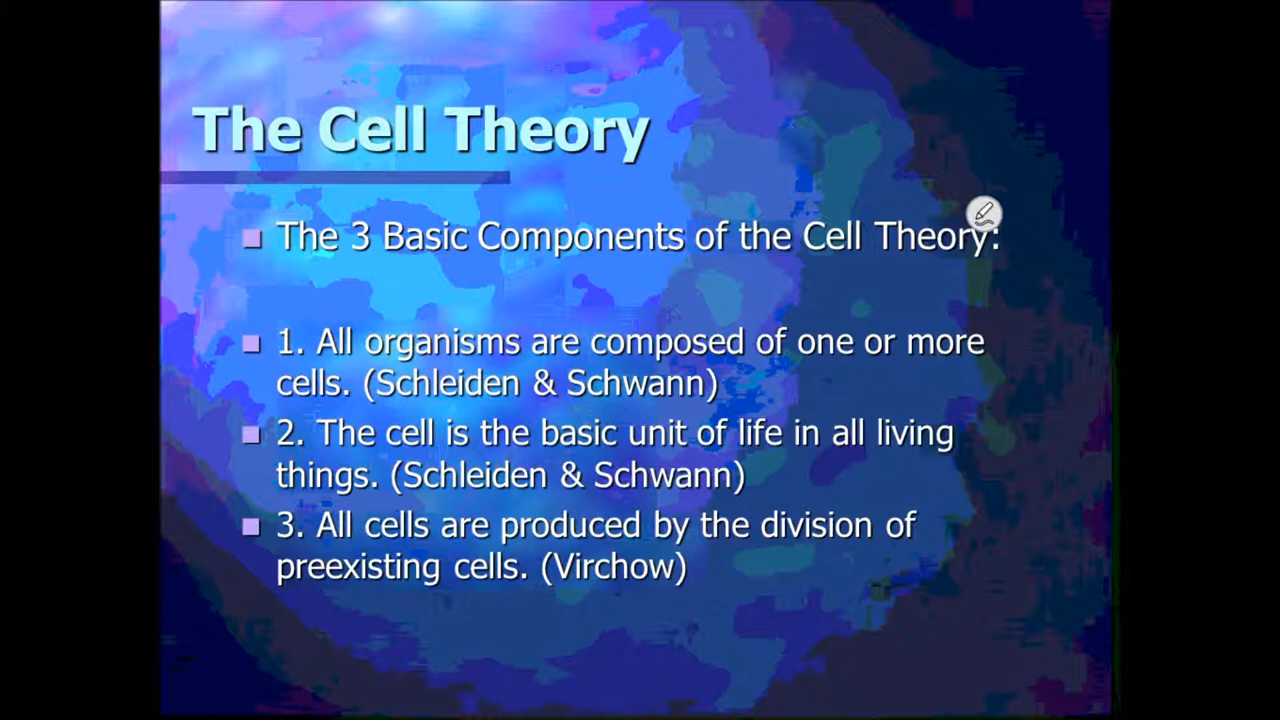 The Cell Theory
The 3 Basic Components of the Cell Theory:
1. All organisms are composed of one or more
cells. (Schleiden & Schwann)
2. The cell is the basic unit of life in all living
things. (Schleiden & Schwann)
3. All cells are produced by the division of
preexisting cells. (Virchow)